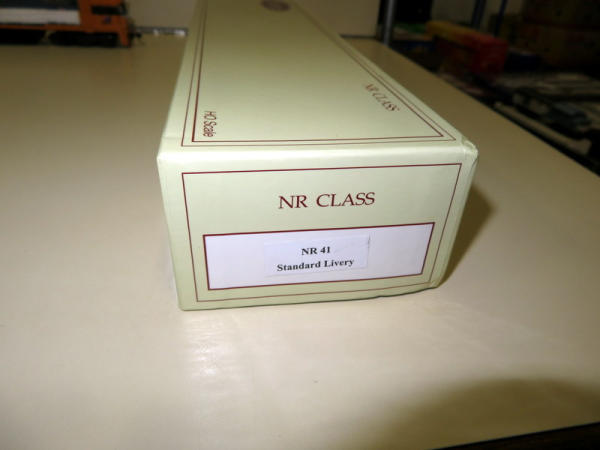 HO Scale
NR CLASS
NR CLASS
NR 41
Standard Livery